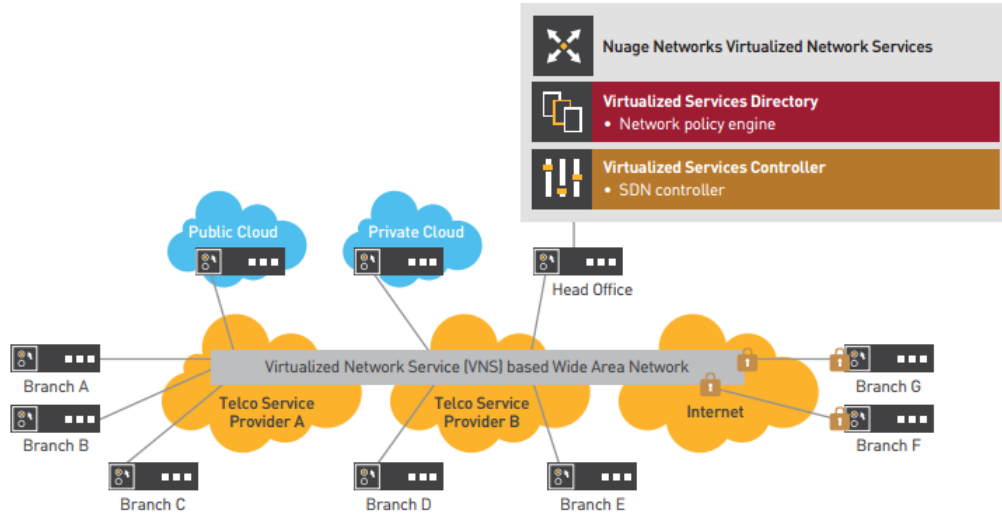 Nuage Networks Virtualized Network Services
Virtualized Services Directory
• Network policy engine
Virtualized Services Controller
• SDN controller
Public Cloud
Private Cloud
Head Office
Virtualized Network Service (VNS) based Wide Area Network
Branch A
Branch G
Telco Service
Provider A
Telco Service
Provider B
Internet
Branch B
Branch F
Branch C
Branch D
Branch E